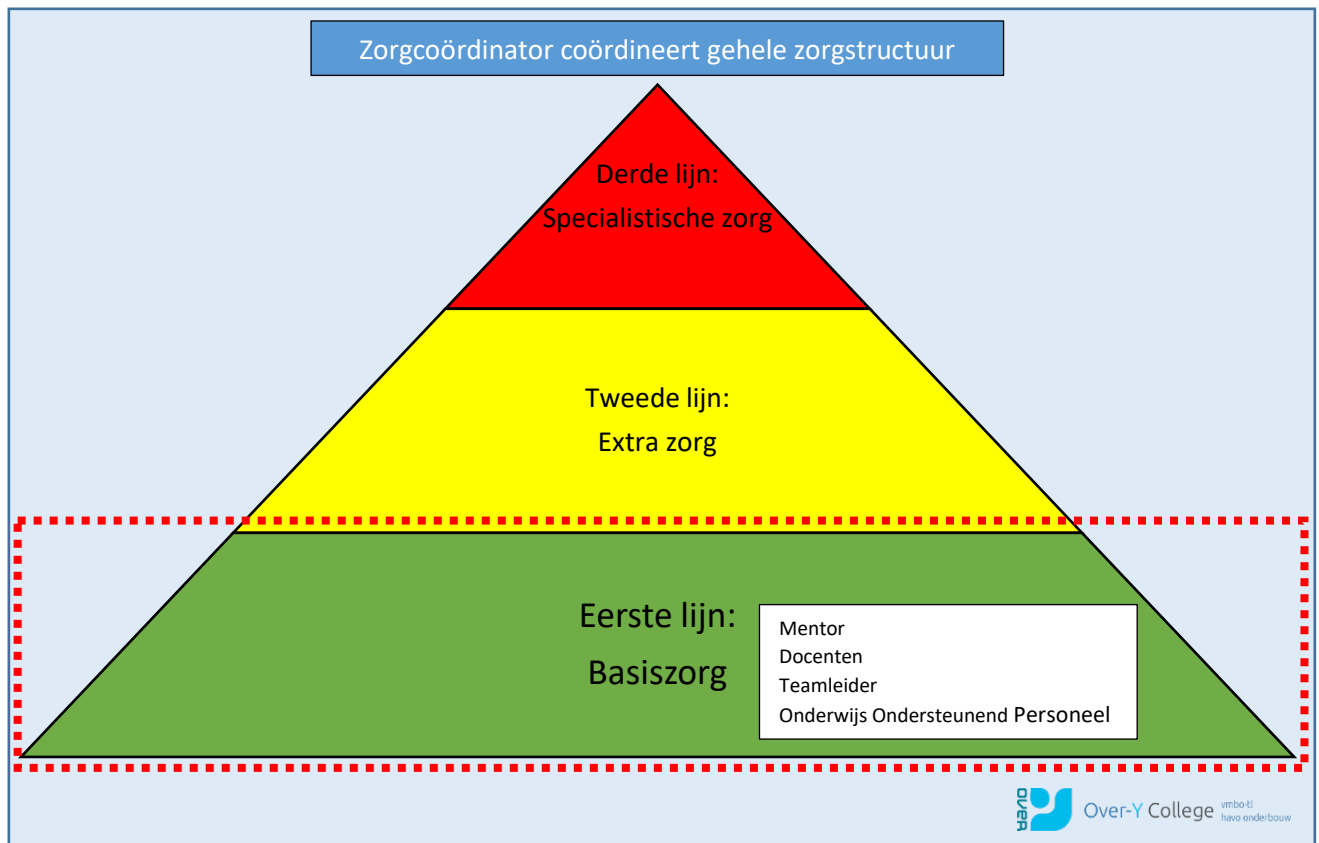 Zorgcoördinator coördineert gehele zorgstructuur
Derde lijn:
Specialistische zorg
Tweede lijn:
Extra zorg
Eerste lijn:
Basiszorg
Mentor
Docenten
Teamleider
Onderwijs Ondersteunend Personeel
OVER
Over-Y College
vmbo-tl
havo onderbouw